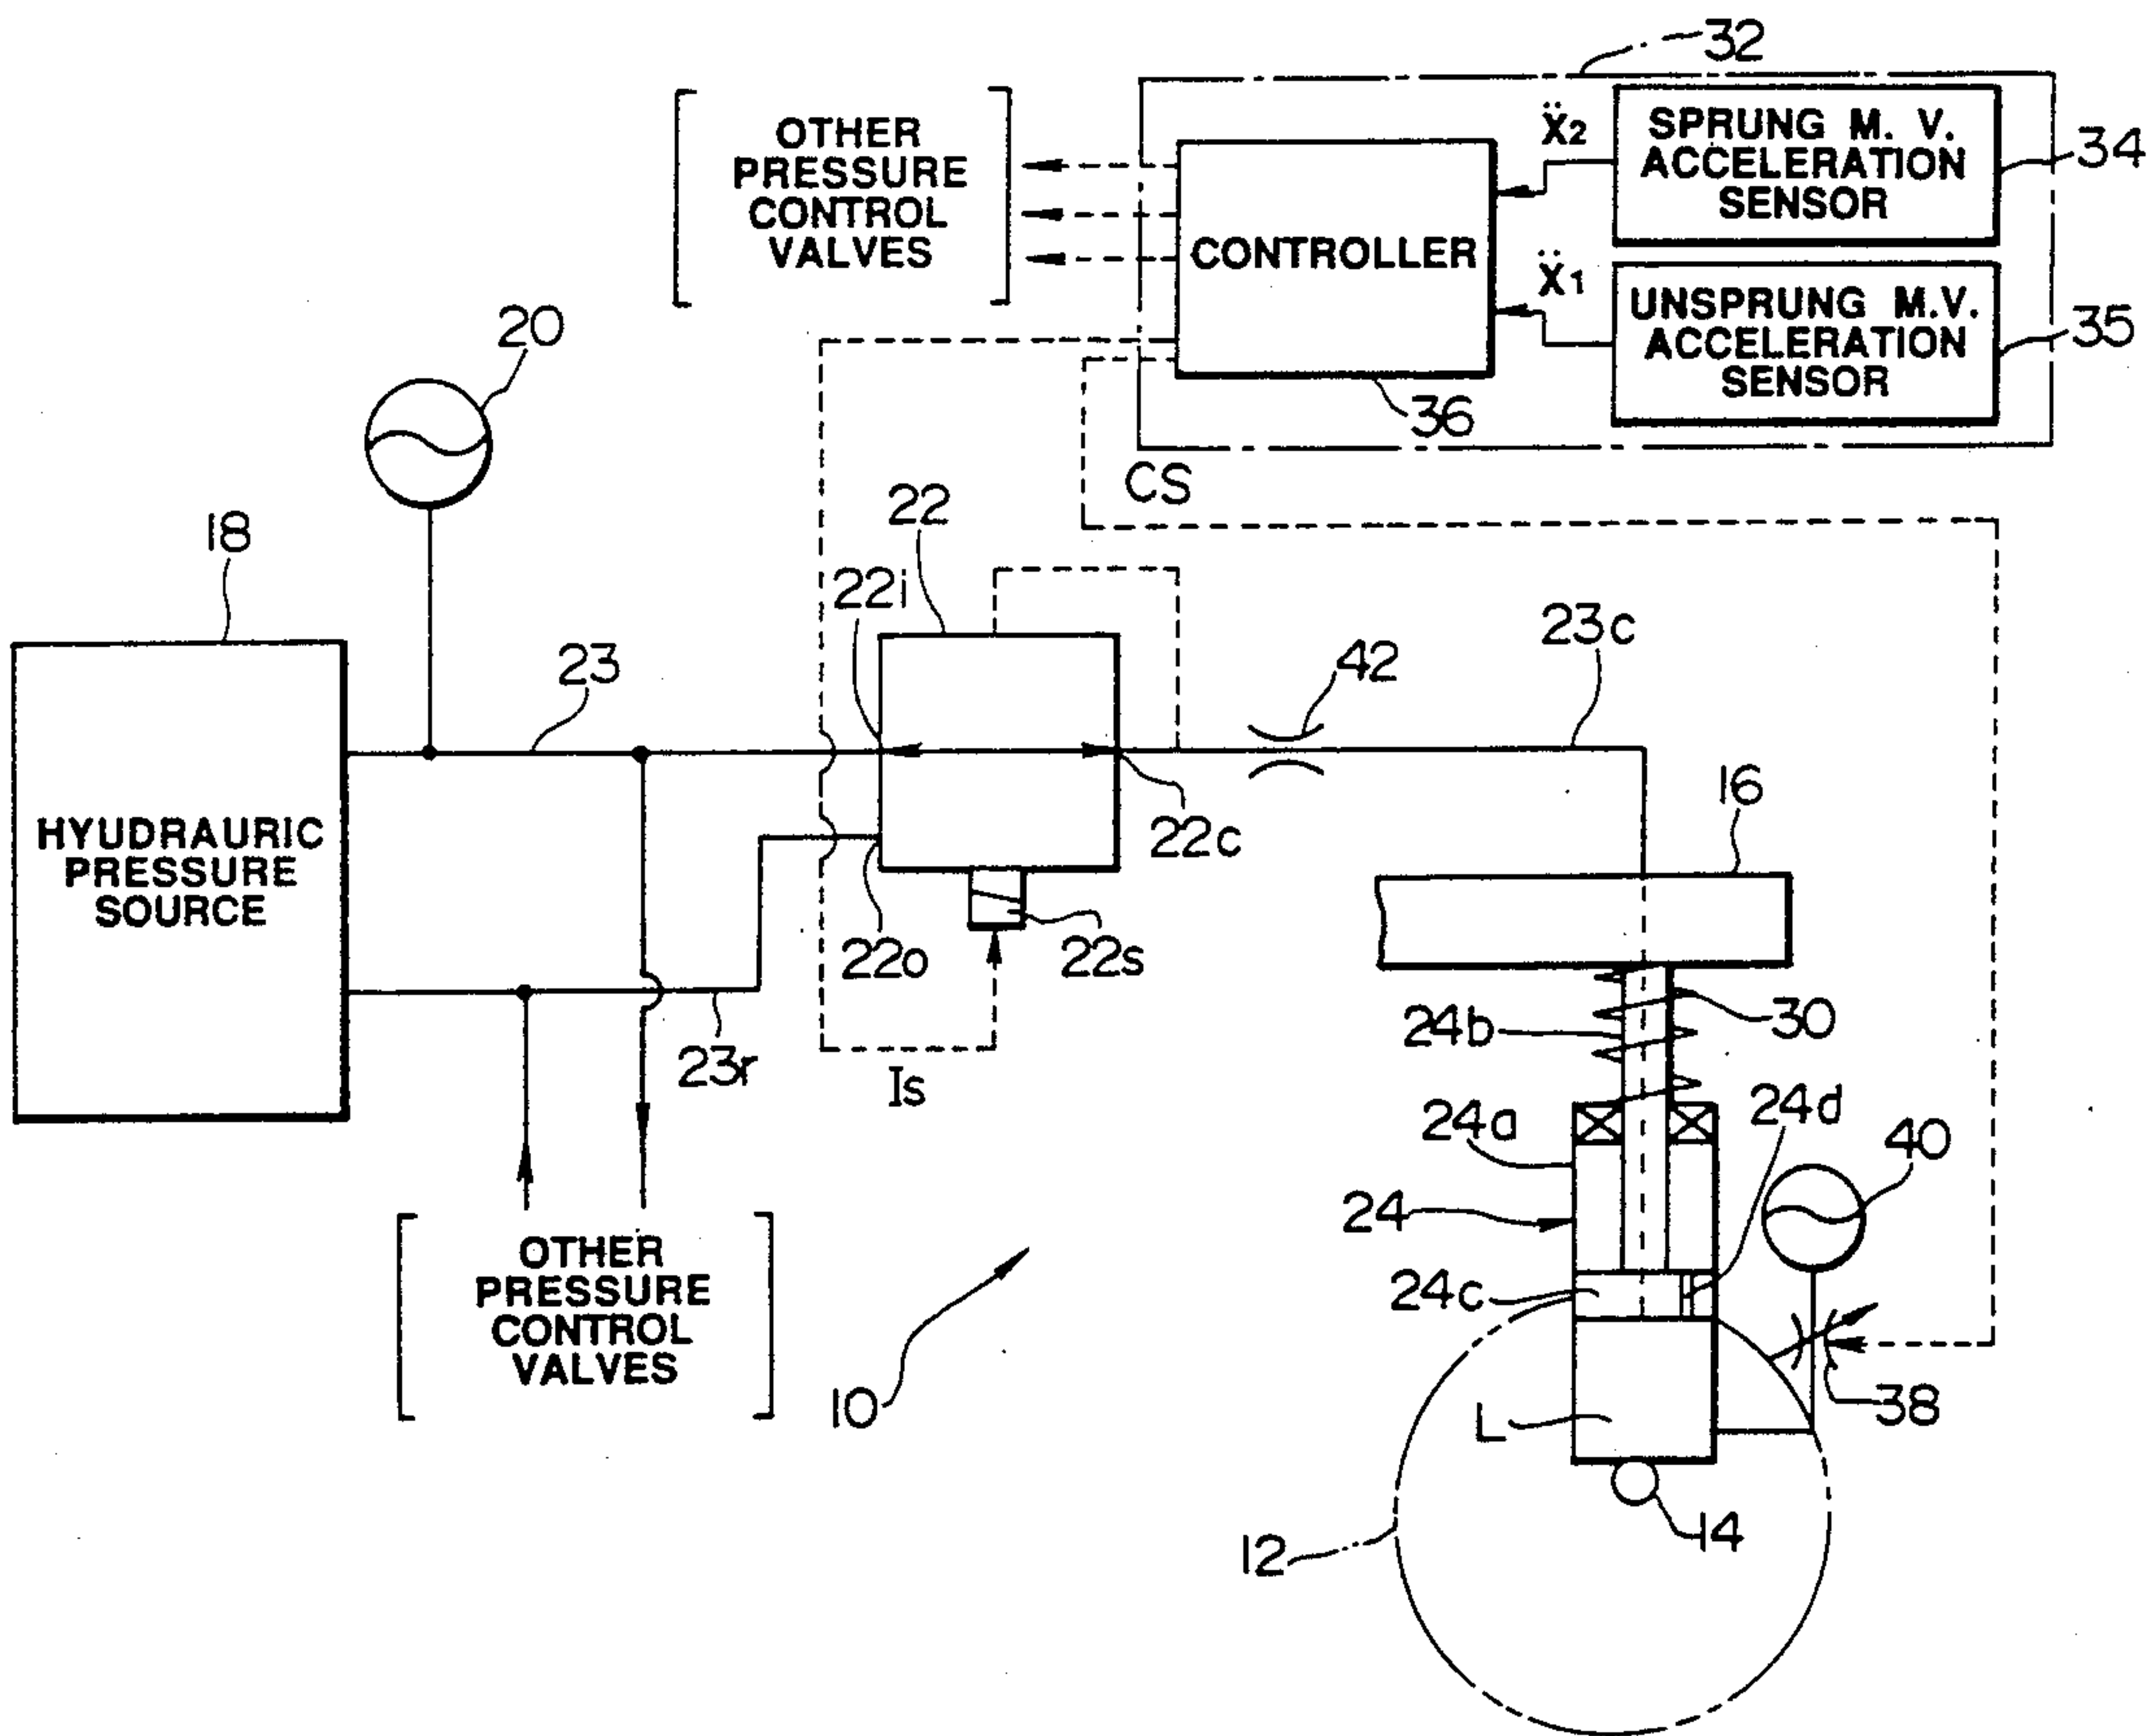 32
OTHER
PRESSURE
CONTROL
VALVES
CONTROLLER
Ẍ2
Ẍ1
SPRUNG M. V.
ACCELERATION
SENSOR
34
UNSPRUNG M.V.
ACCELERATION
SENSOR
35
36
20
CS
18
22
22i
23
42
23c
16
HYUDRAURIC
PRESSURE
SOURCE
22c
22o
22s
23r
Is
24b
30
24a
24d
40
24
24c
OTHER
PRESSURE
CONTROL
VALVES
10
L
38
14
12